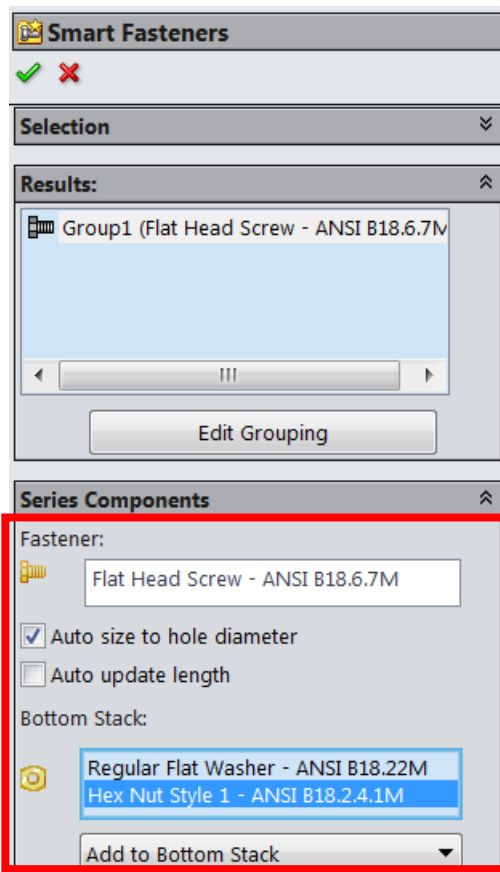 Smart Fasteners
Selection
Results:
Group1 (Flat Head Screw - ANSI B18.6.7M
Edit Grouping
Series Components
Fastener:
Flat Head Screw - ANSI B18.6.7M
Auto size to hole diameter
Auto update length
Bottom Stack:
Regular Flat Washer - ANSI B18.22M
Hex Nut Style 1 - ANSI B18.2.4.1M
Add to Bottom Stack